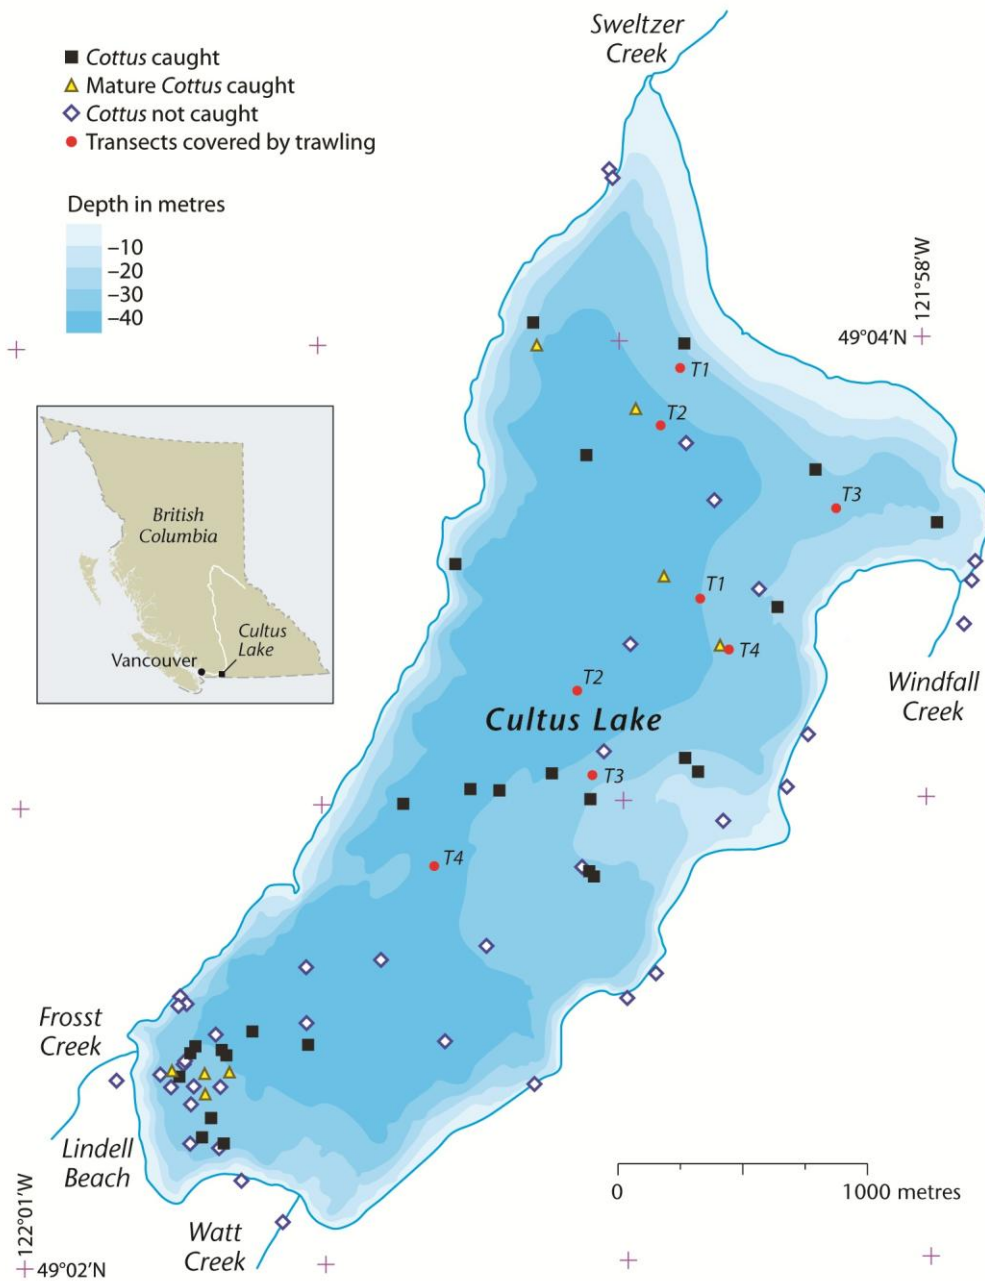 Sweltzer
Creek
Cottus caught
Mature Cottus caught
Cottus not caught
Transects covered by trawling
Depth in metres
–10
–20
–30
–40
121°58'W
49°04'N
T1
T2
T3
British
Columbia
Vancouver
Cultus
Lake
T1
T4
T2
Windfall
Creek
Cultus Lake
T3
T4
Frosst
Creek
Lindell
Beach
0
1000 metres
Watt
Creek
122°01'W
49°02'N